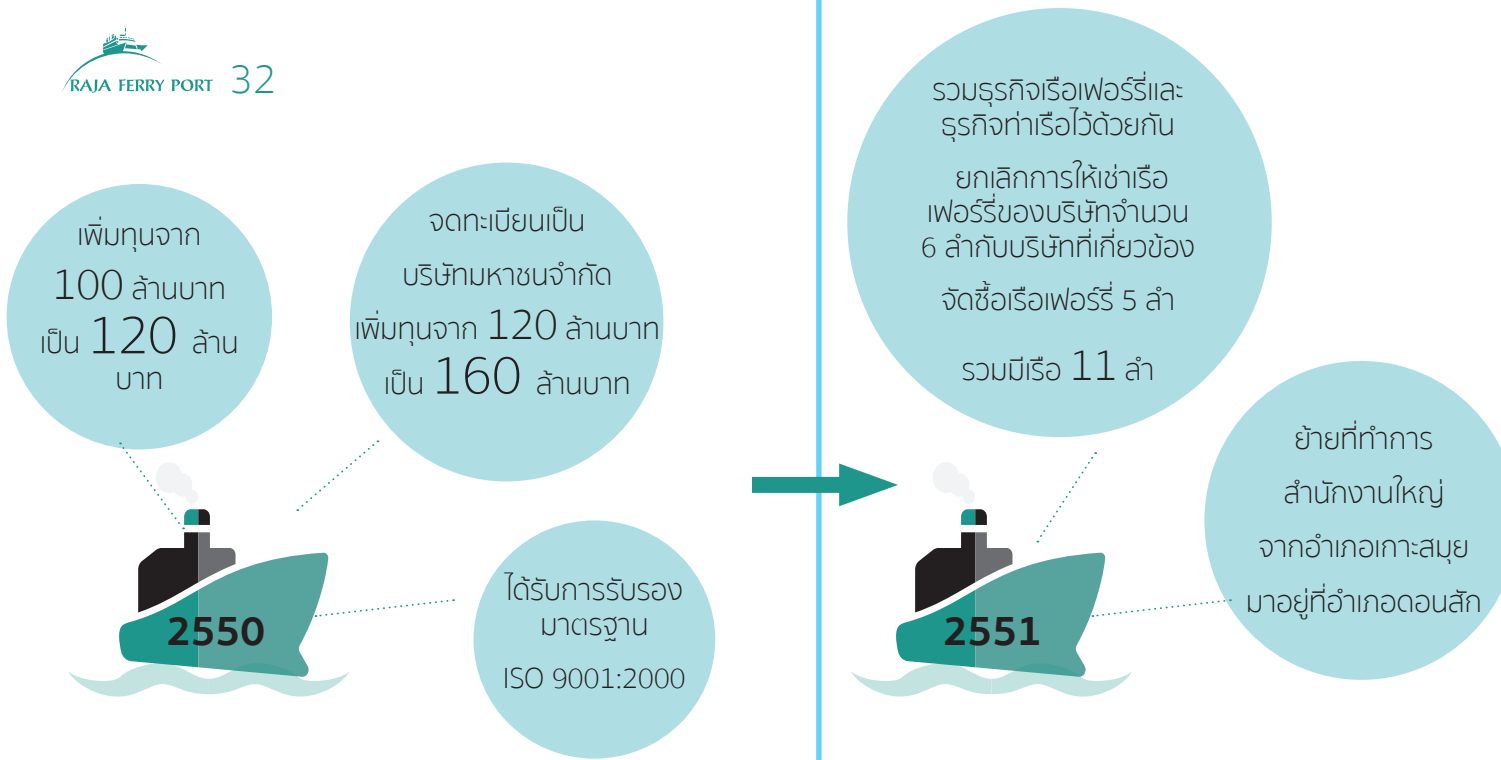 RAJA FERRY PORT 32
เพิ่มทุนจาก
100 ล้านบาท
เป็น 120 ล้าน
บาท
จดทะเบียนเป็น
บริษัทมหาชนจำกัด
เพิ่มทุนจาก 120 ล้านบาท
เป็น 160 ล้านบาท
2550
ได้รับการรับรอง
มาตรฐาน
ISO 9001:2000
รวมธุรกิจเรือเฟอร์รี่และ
ธุรกิจท่าเรือไว้ด้วยกัน
ยกเลิกการให้เช่าเรือ
เฟอร์รี่ของบริษัทจำนวน
6 ลำกับบริษัทที่เกี่ยวข้อง
จัดซื้อเรือเฟอร์รี่ 5 ลำ
รวมมีเรือ 11 ลำ
2551
ย้ายที่ทำการ
สำนักงานใหญ่
จากอำเภอเกาะสมุย
มาอยู่ที่อำเภอดอนสัก